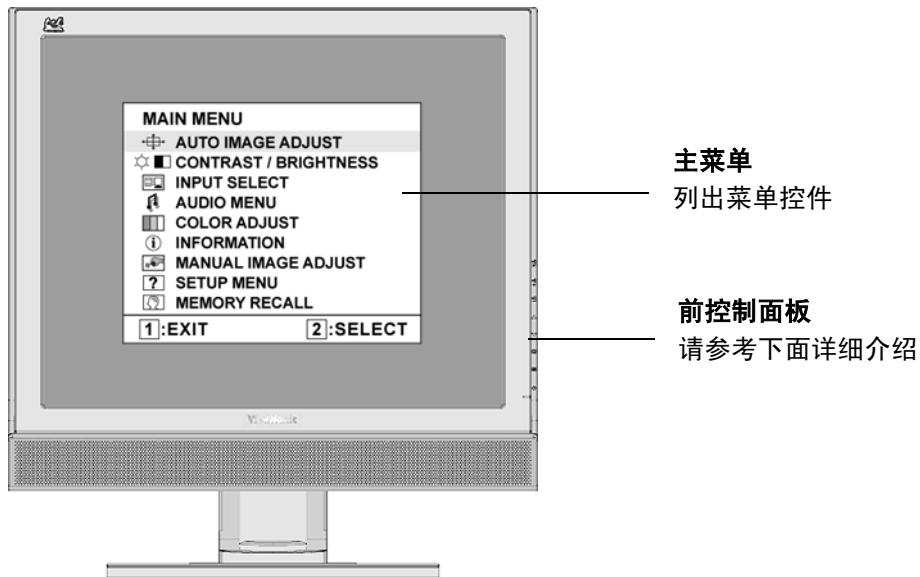 MAIN MENU
AUTO IMAGE ADJUST
CONTRAST / BRIGHTNESS
INPUT SELECT
AUDIO MENU
COLOR ADJUST
INFORMATION
MANUAL IMAGE ADJUST
? SETUP MENU
MEMORY RECALL
1:EXIT 2:SELECT
ViewSonic
主菜单
列出菜单控件
前控制面板
请参考下面详细介绍